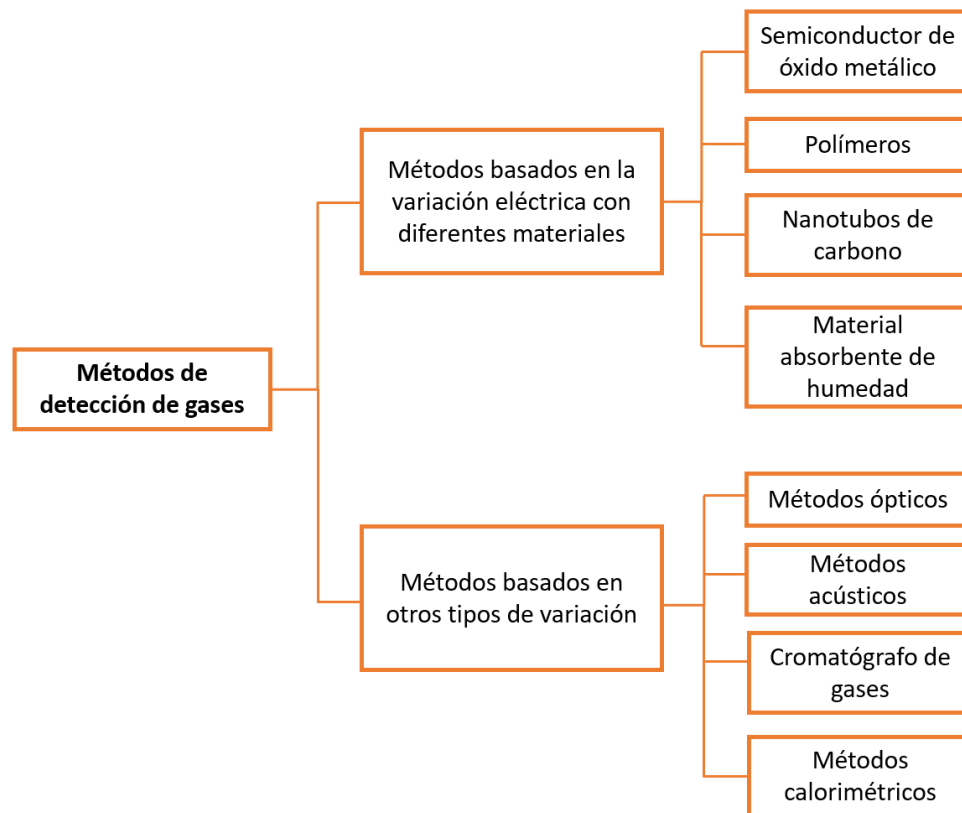 Métodos de
detección de gases
Métodos basados en la
variación eléctrica con
diferentes materiales
Semiconductor de
óxido metálico
Polímeros
Nanotubos de
carbono
Material
absorbente de
humedad
Métodos basados en
otros tipos de variación
Métodos ópticos
Métodos
acústicos
Cromatógrafo de
gases
Métodos
calorimétricos